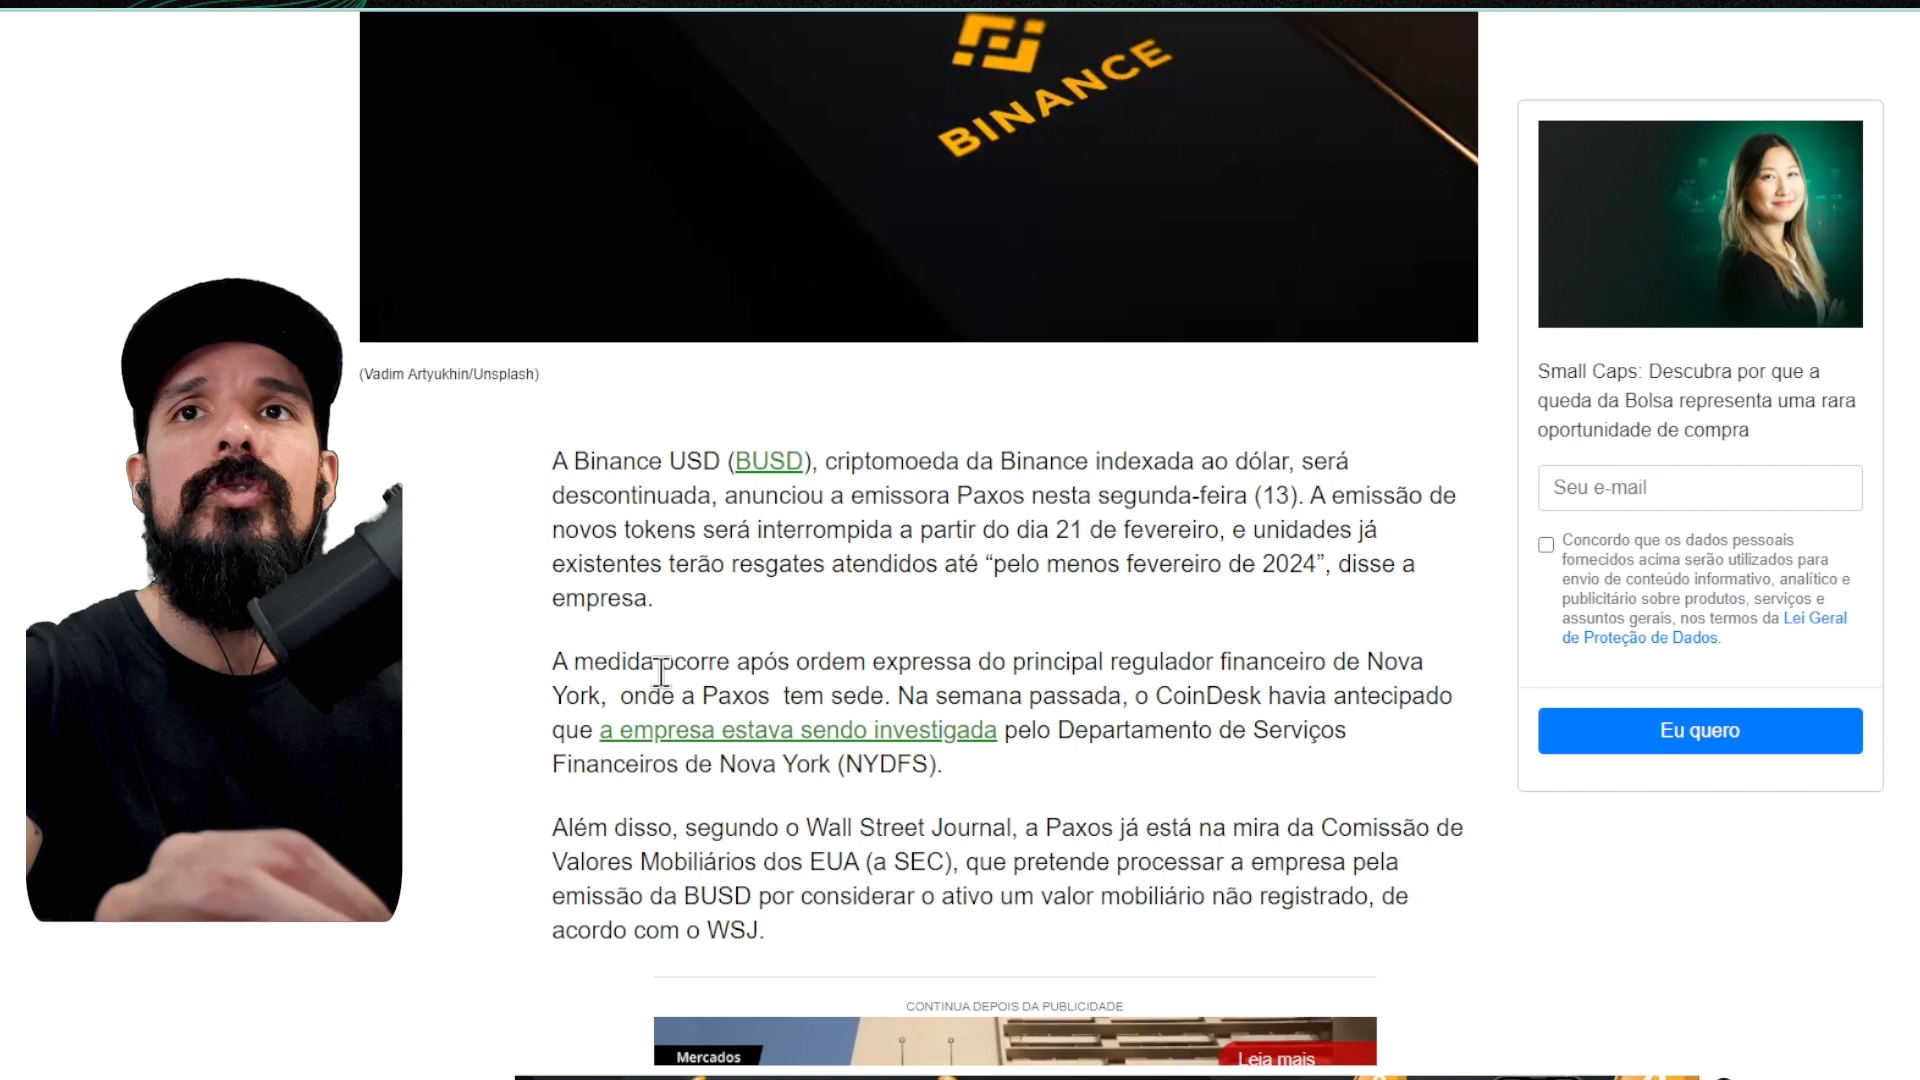 BINANCE
(Vadim Artyukhin/Unsplash)
A Binance USD (BUSD), criptomoeda da Binance indexada ao dólar, será
descontinuada, anunciou a emissora Paxos nesta segunda-feira (13). A emissão de
novos tokens será interrompida a partir do dia 21 de fevereiro, e unidades já
existentes terão resgates atendidos até “pelo menos fevereiro de 2024”, disse a
empresa.
A medida ocorre após ordem expressa do principal regulador financeiro de Nova
York, onde a Paxos tem sede. Na semana passada, o CoinDesk havia antecipado
que a empresa estava sendo investigada pelo Departamento de Serviços
Financeiros de Nova York (NYDFS).
Além disso, segundo o Wall Street Journal, a Paxos já está na mira da Comissão de
Valores Mobiliários dos EUA (a SEC), que pretende processar a empresa pela
emissão da BUSD por considerar o ativo um valor mobiliário não registrado, de
acordo com o WSJ.
CONTINUA DEPOIS DA PUBLICIDADE
Mercados
Leia mais
Small Caps: Descubra por que a
queda da Bolsa representa uma rara
oportunidade de compra
Seu e-mail
Concordo que os dados pessoais
fornecidos acima serão utilizados para
envio de conteúdo informativo, analítico e
publicitário sobre produtos, serviços e
assuntos gerais, nos termos da Lei Geral
de Proteção de Dados.
Eu quero